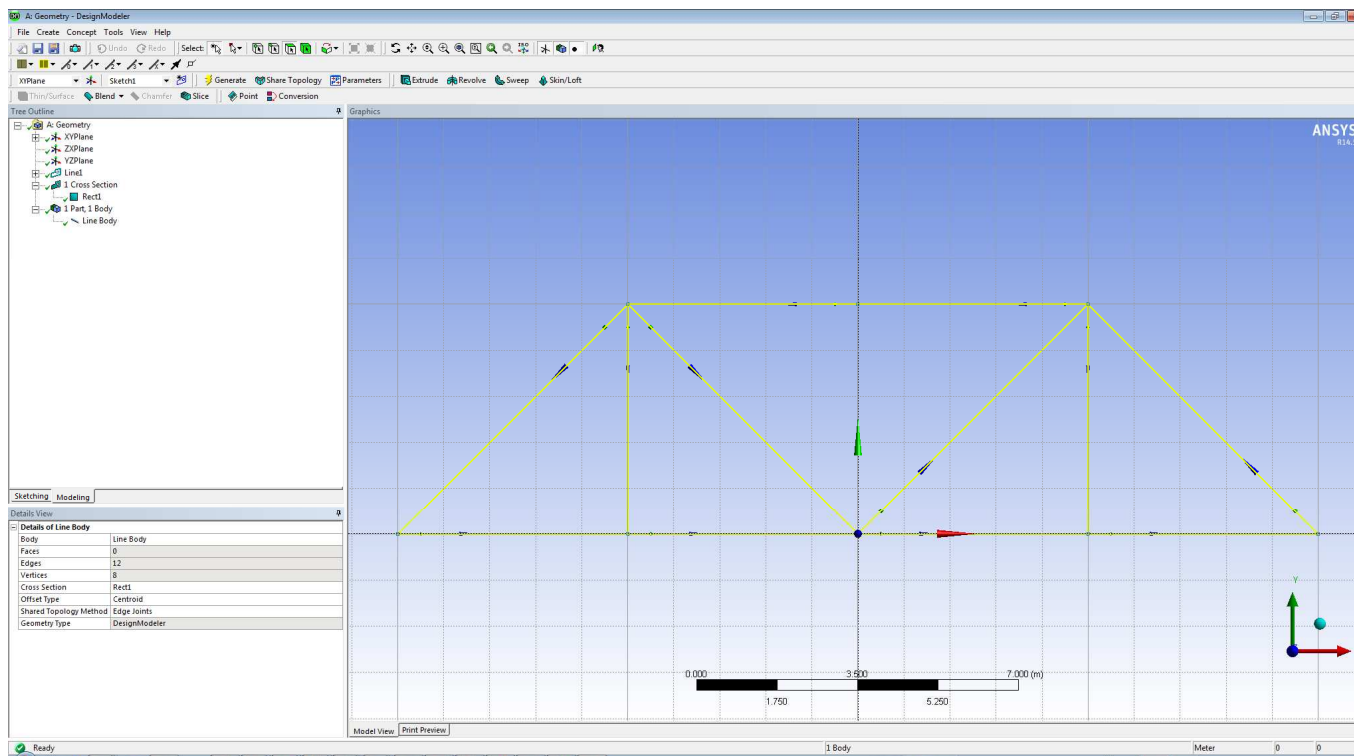 A: Geometry - DesignModeler
File Create Concept Tools View Help
Undo Redo Select:
XYPlane Sketch1 Generate Share Topology Parameters Extrude Revolve Sweep Skin/Loft
Thin/Surface Blend Chamfer Slice Point Conversion
Tree Outline
A: Geometry
XYPlane
ZXPlane
YZPlane
Line1
1 Cross Section
Rect1
1 Part, 1 Body
Line Body
Sketching Modeling
Details View
Details of Line Body
Body Line Body
Faces 0
Edges 12
Vertices 8
Cross Section Rect1
Offset Type Centroid
Shared Topology Method Edge Joints
Geometry Type DesignModeler
Graphics
ANSYS
Y
0.000 3.500 7.000 (m)
1.750 5.250
Model View Print Preview
Ready 1 Body Meter 0 0